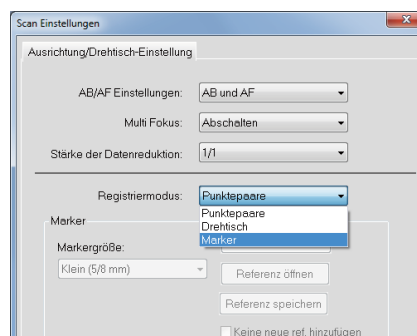 Scan Einstellungen
x
Ausrichtung/Drehtisch-Einstellung
AB/AF Einstellungen: AB und AF
Multi Fokus: Abschalten
Stärke der Datenreduktion: 1/1
Registriermodus: Punktepaare
Punktepaare
Drehtisch
Marker
Marker
Markergröße:
Klein (5/8 mm)
Referenz öffnen
Referenz speichern
Keine neue ref. hinzufügen